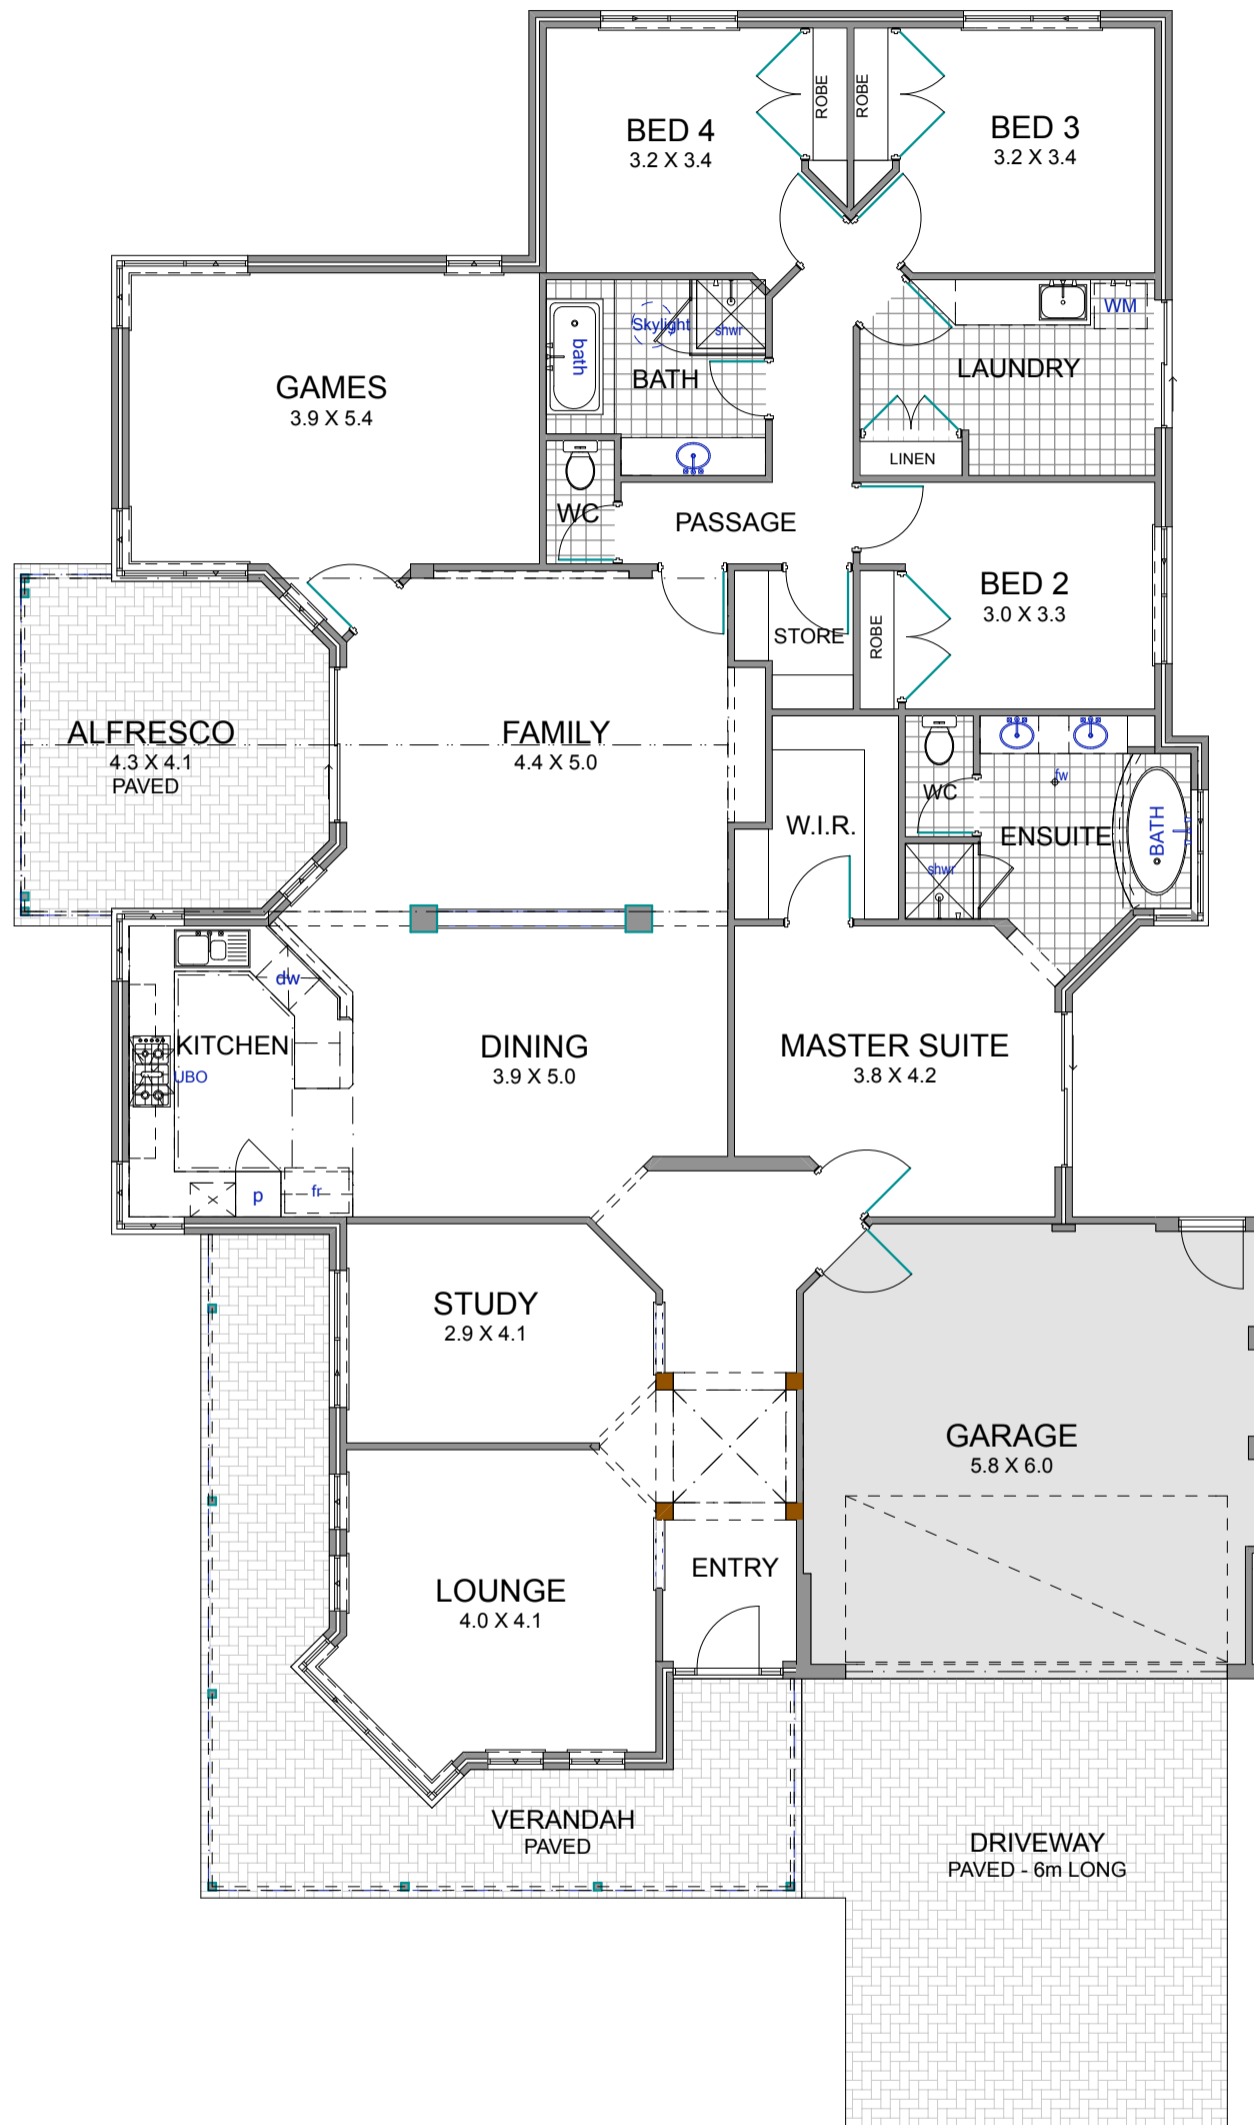 BED 4
3.2 X 3.4
ROBE
ROBE
BED 3
3.2 X 3.4
GAMES
3.9 X 5.4
bath
Skylight
shwr
BATH
WM
LAUNDRY
LINEN
WC
PASSAGE
BED 2
3.0 X 3.3
STORE
ROBE
ALFRESCO
4.3 X 4.1
PAVED
FAMILY
4.4 X 5.0
W.I.R.
WC
fw
ENSUITE
BATH
shwr
dw
KITCHEN
UBO
DINING
3.9 X 5.0
MASTER SUITE
3.8 X 4.2
p
fr
STUDY
2.9 X 4.1
GARAGE
5.8 X 6.0
ENTRY
LOUNGE
4.0 X 4.1
VERANDAH
PAVED
DRIVEWAY
PAVED - 6m LONG